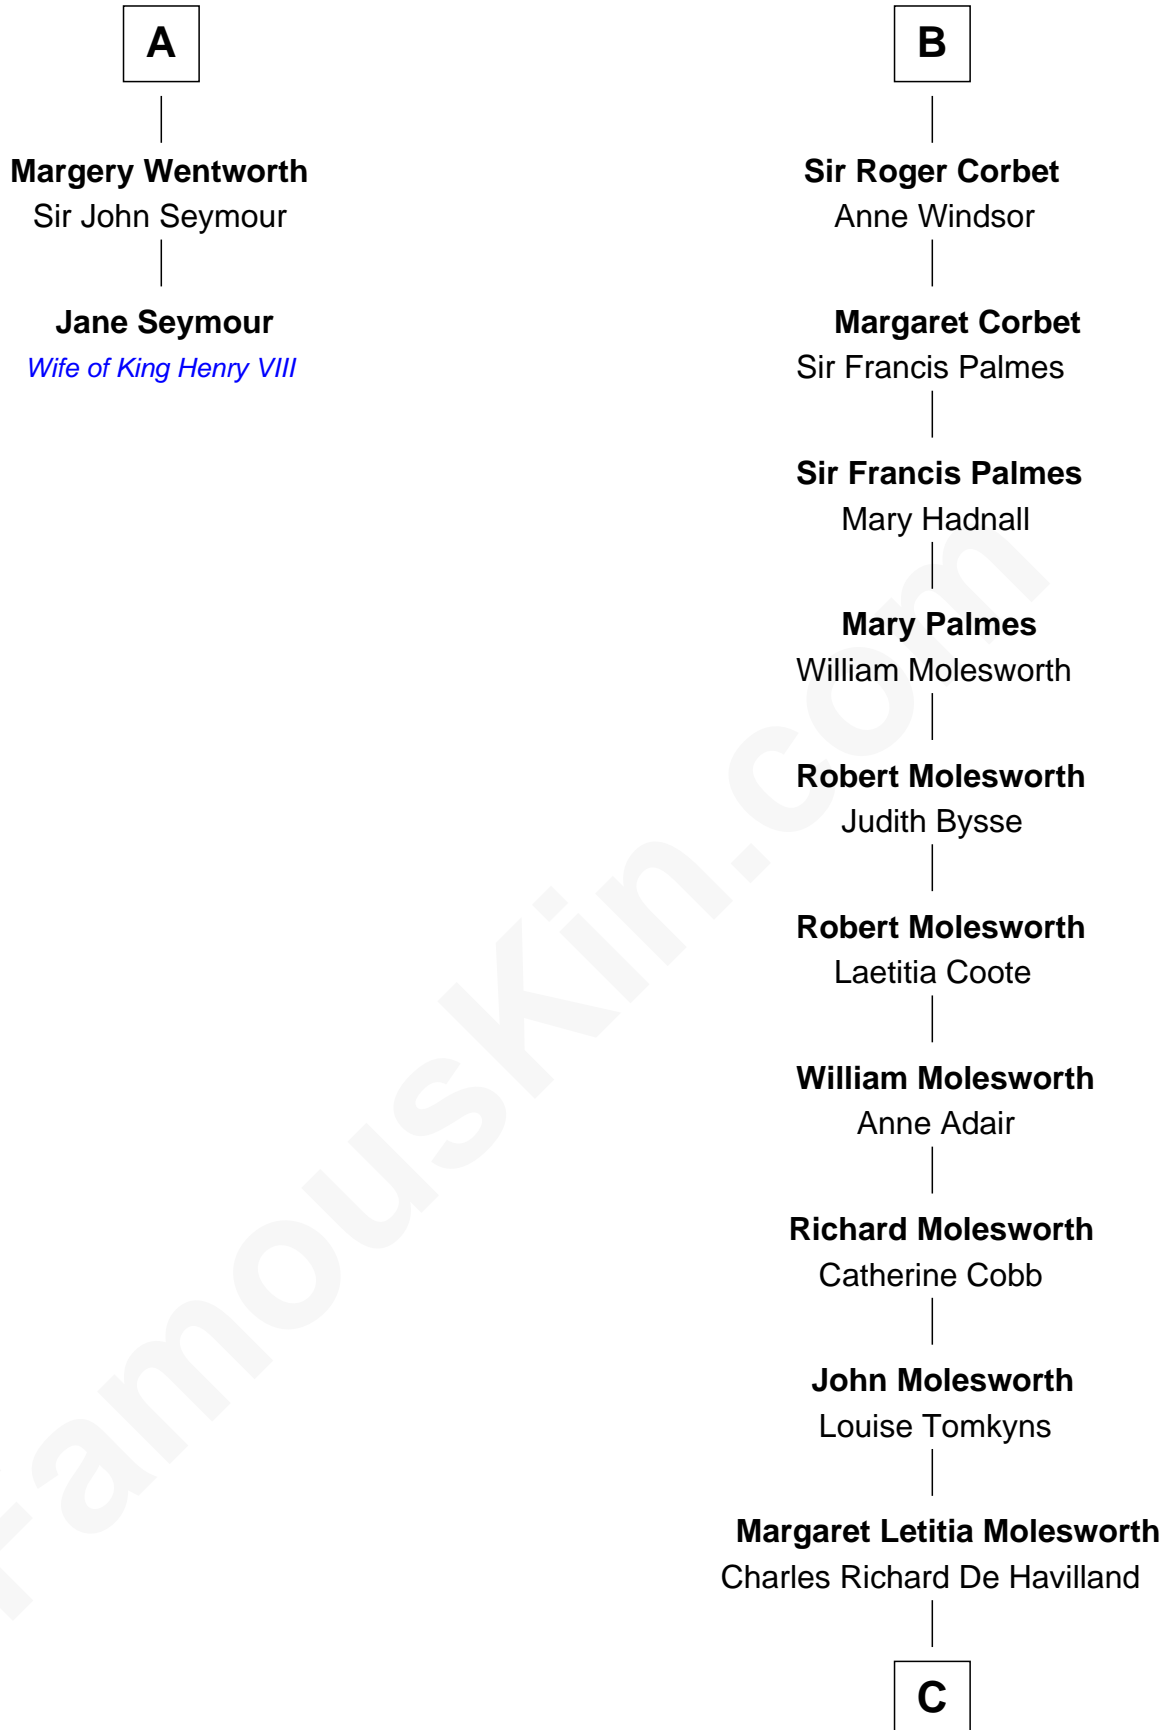 A
Margery Wentworth
Sir John Seymour
Jane Seymour
Wife of King Henry VIII
B
Sir Roger Corbet
Anne Windsor
Margaret Corbet
Sir Francis Palmes
Sir Francis Palmes
Mary Hadnall
Mary Palmes
William Molesworth
Robert Molesworth
Judith Bysse
Robert Molesworth
Laetitia Coote
William Molesworth
Anne Adair
Richard Molesworth
Catherine Cobb
John Molesworth
Louise Tomkyns
Margaret Letitia Molesworth
Charles Richard De Havilland
C
FamousKin.com